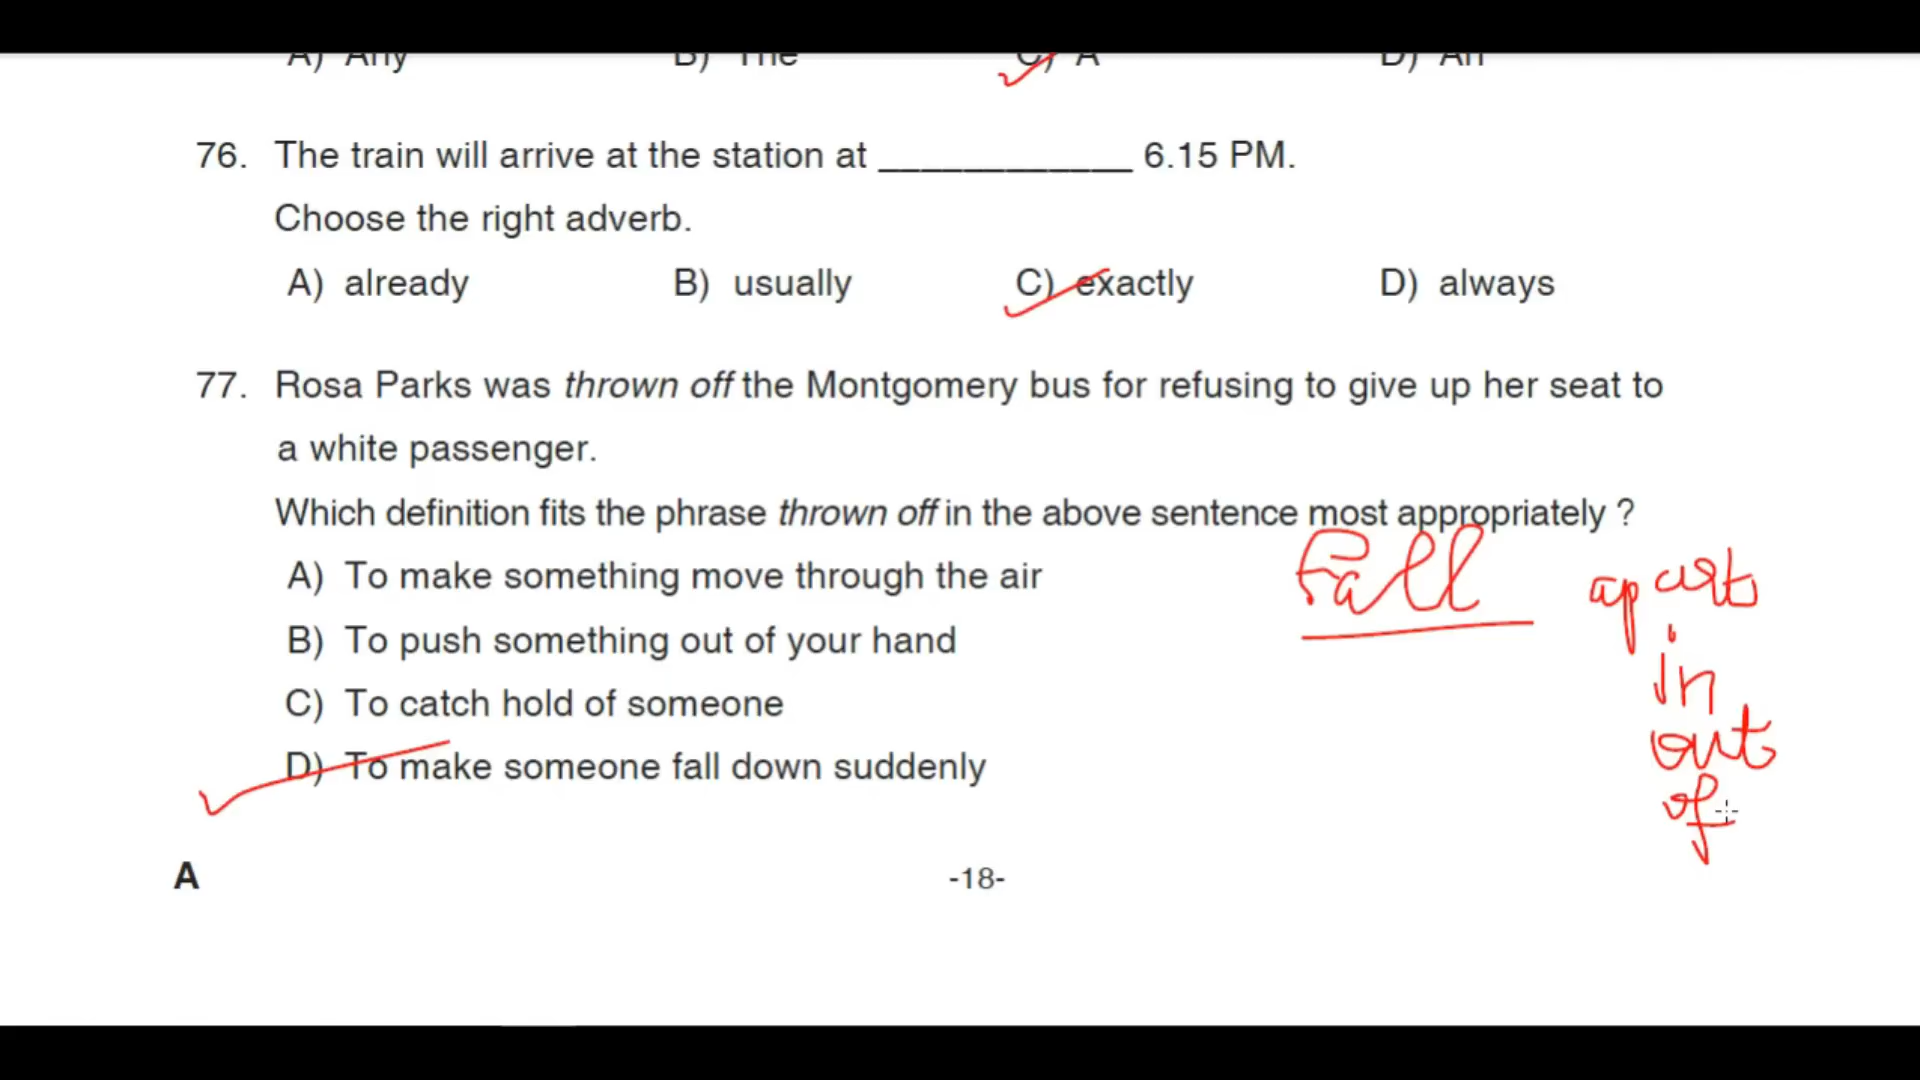 A) Any B) The C) A D) An
76. The train will arrive at the station at ____________ 6.15 PM.
Choose the right adverb.
A) already B) usually C) exactly D) always
77. Rosa Parks was thrown off the Montgomery bus for refusing to give up her seat to
a white passenger.
Which definition fits the phrase thrown off in the above sentence most appropriately ?
A) To make something move through the air
B) To push something out of your hand
C) To catch hold of someone
D) To make someone fall down suddenly
Fall
apart
in
out
of
A -18-